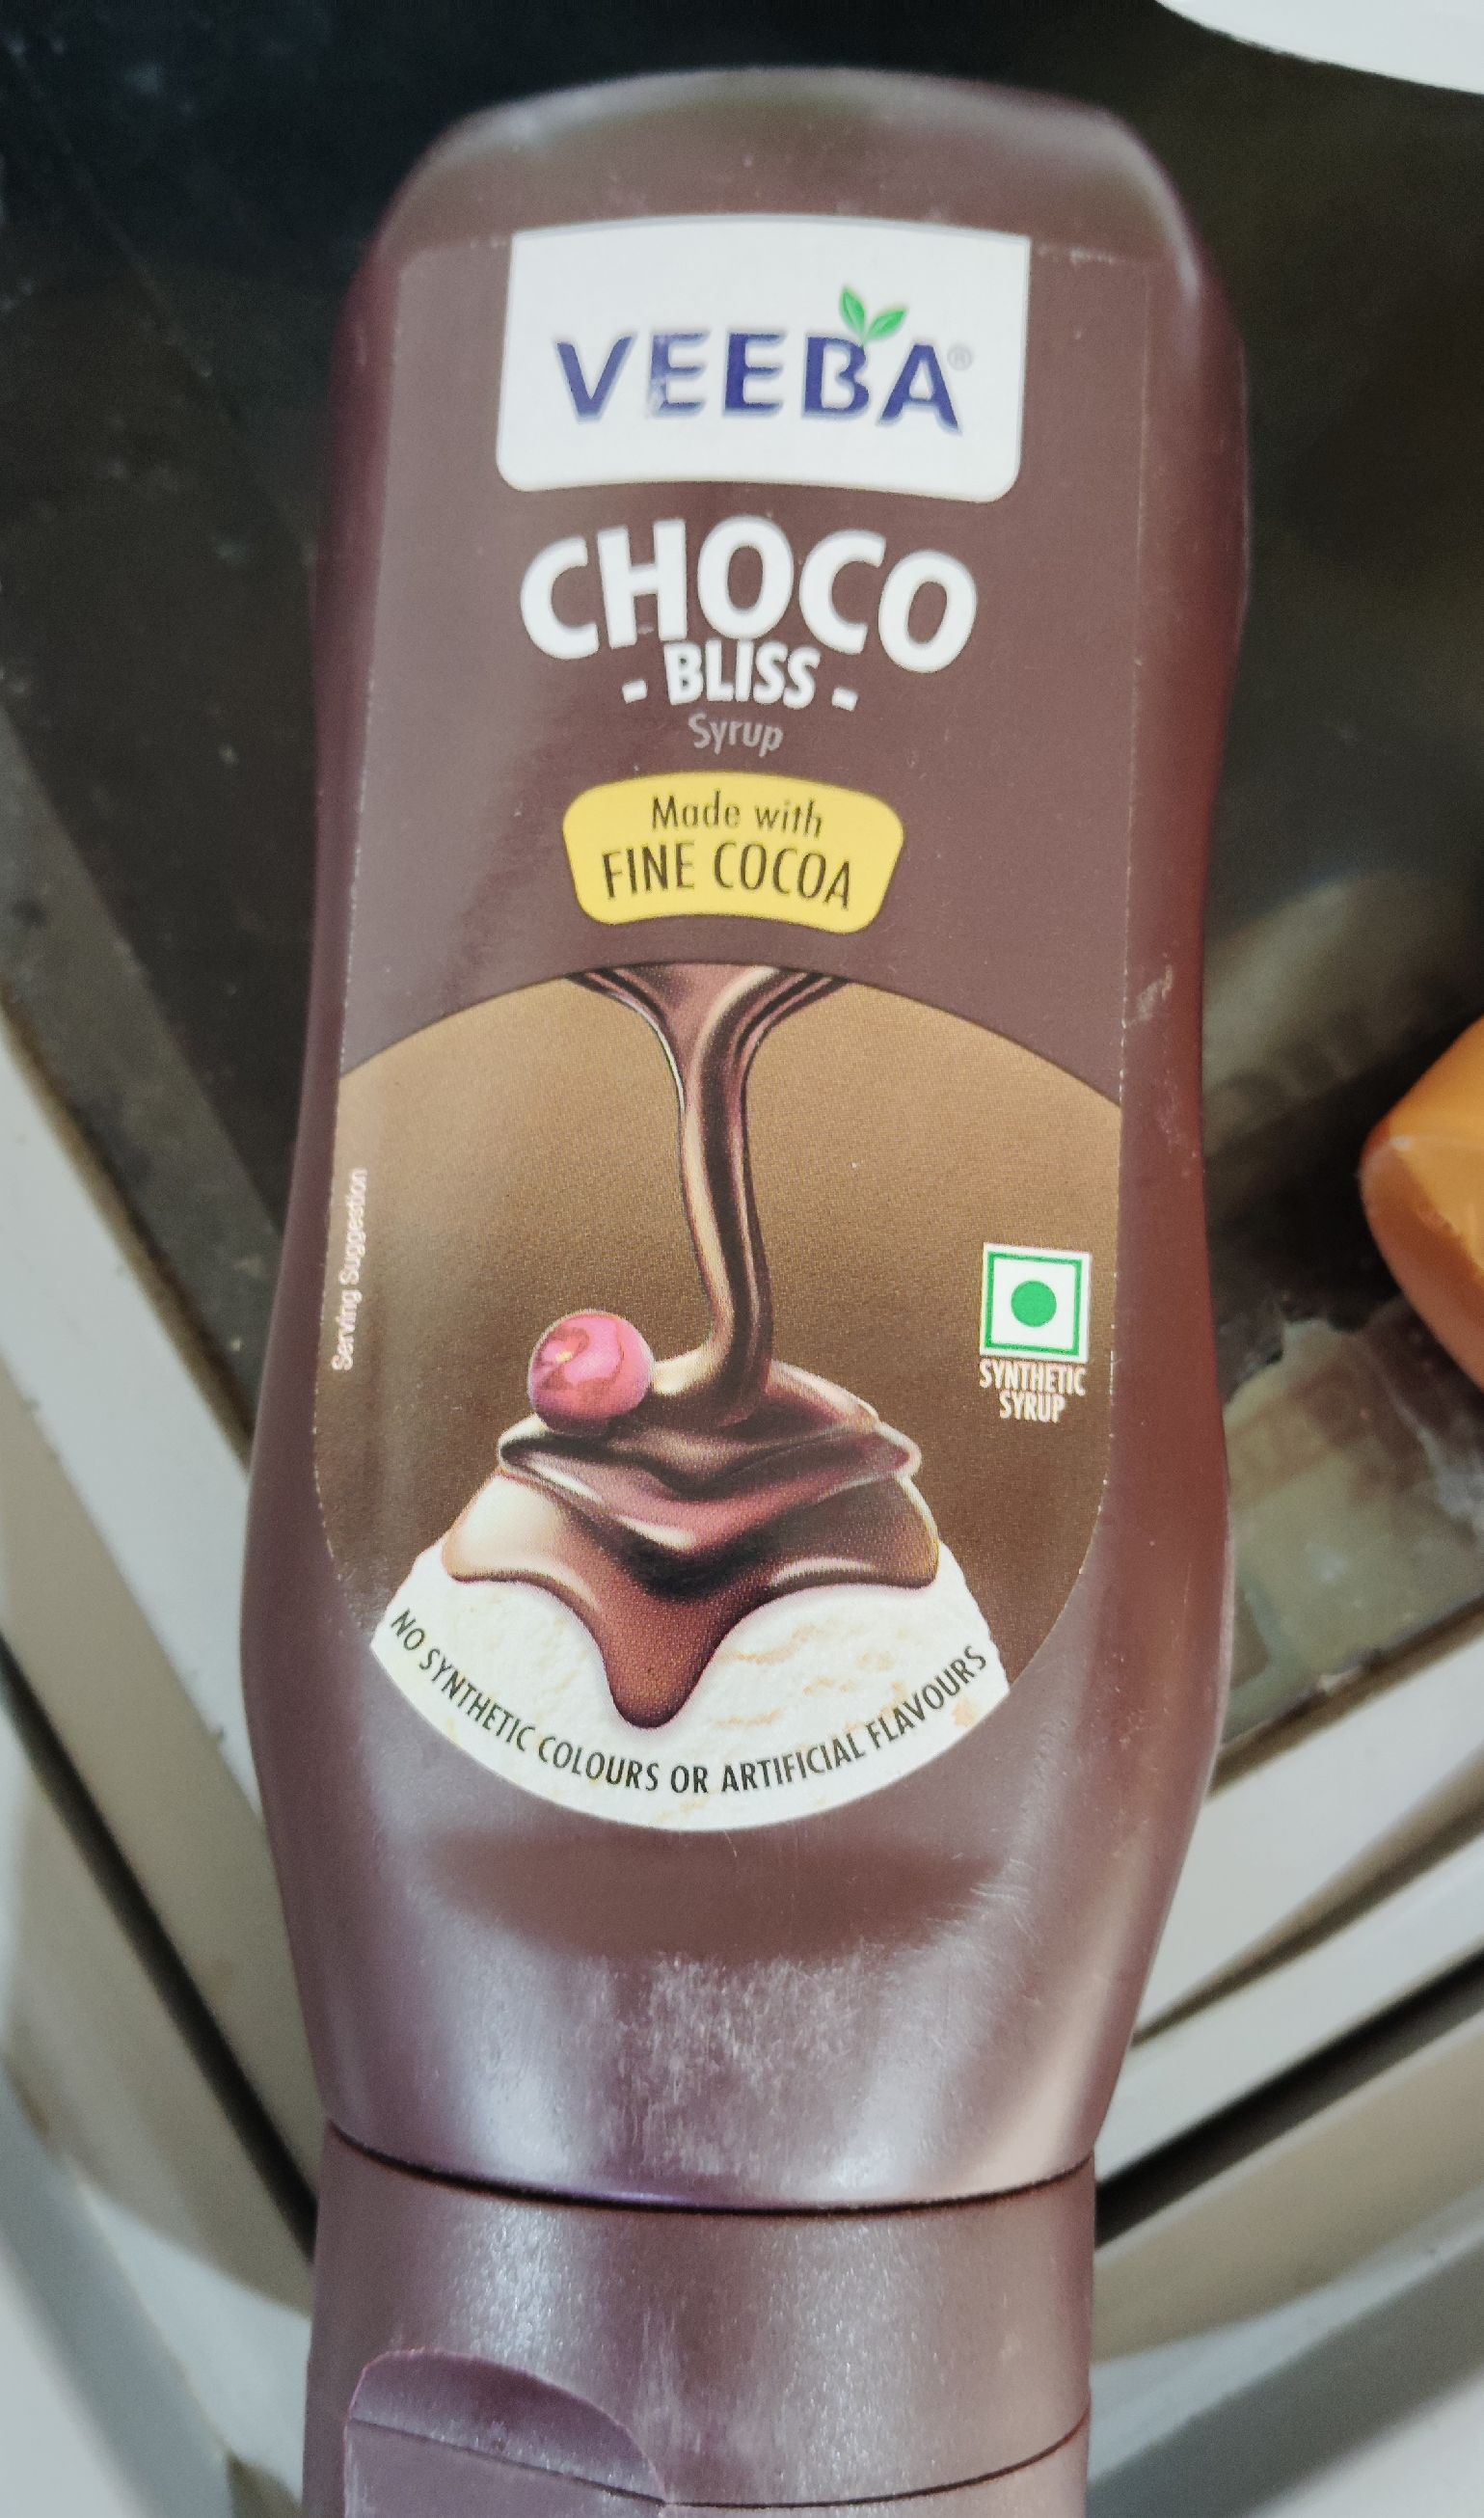 VEEBA®
CHOCO
- BLISS -
Syrup
Made with
FINE COCOA
Serving Suggestion
SYNTHETIC
SYRUP
NO SYNTHETIC COLOURS OR ARTIFICIAL FLAVOURS